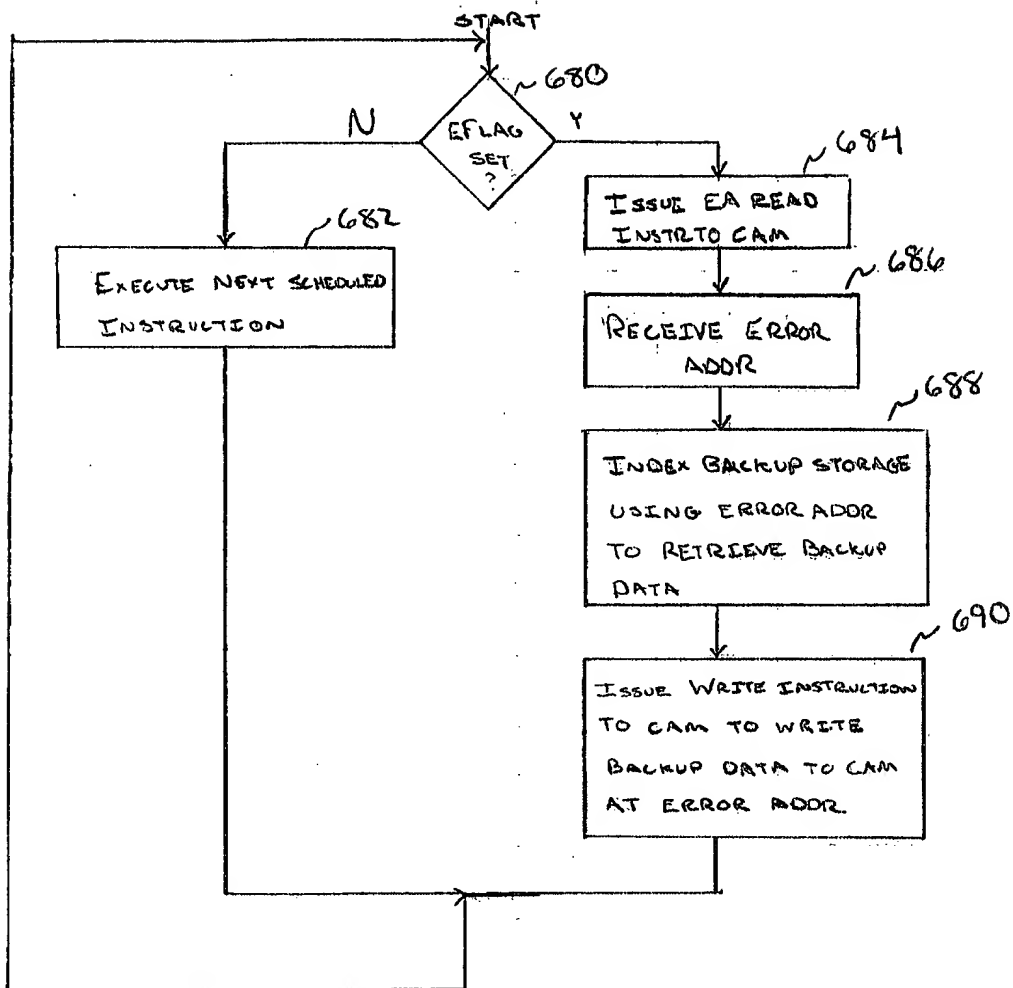 START
680
EFLAG
SET
?
N
Y
682
EXECUTE NEXT SCHEDULED
INSTRUCTION
684
ISSUE EA READ
INSTR TO CAM
686
RECEIVE ERROR
ADDR
688
INDEX BACKUP STORAGE
USING ERROR ADDR
TO RETRIEVE BACKUP
DATA
690
ISSUE WRITE INSTRUCTION
TO CAM TO WRITE
BACKUP DATA TO CAM
AT ERROR ADDR.